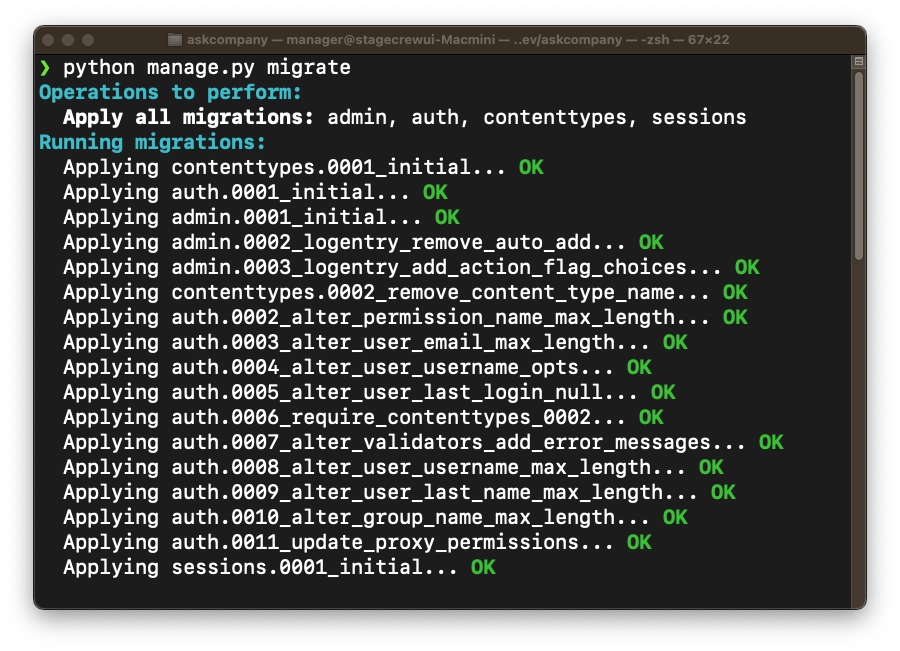 askcompany — manager@stagecrewui-Macmini — ..ev/askcompany — -zsh — 67×22
❯ python manage.py migrate
Operations to perform:
  Apply all migrations: admin, auth, contenttypes, sessions
Running migrations:
  Applying contenttypes.0001_initial... OK
  Applying auth.0001_initial... OK
  Applying admin.0001_initial... OK
  Applying admin.0002_logentry_remove_auto_add... OK
  Applying admin.0003_logentry_add_action_flag_choices... OK
  Applying contenttypes.0002_remove_content_type_name... OK
  Applying auth.0002_alter_permission_name_max_length... OK
  Applying auth.0003_alter_user_email_max_length... OK
  Applying auth.0004_alter_user_username_opts... OK
  Applying auth.0005_alter_user_last_login_null... OK
  Applying auth.0006_require_contenttypes_0002... OK
  Applying auth.0007_alter_validators_add_error_messages... OK
  Applying auth.0008_alter_user_username_max_length... OK
  Applying auth.0009_alter_user_last_name_max_length... OK
  Applying auth.0010_alter_group_name_max_length... OK
  Applying auth.0011_update_proxy_permissions... OK
  Applying sessions.0001_initial... OK